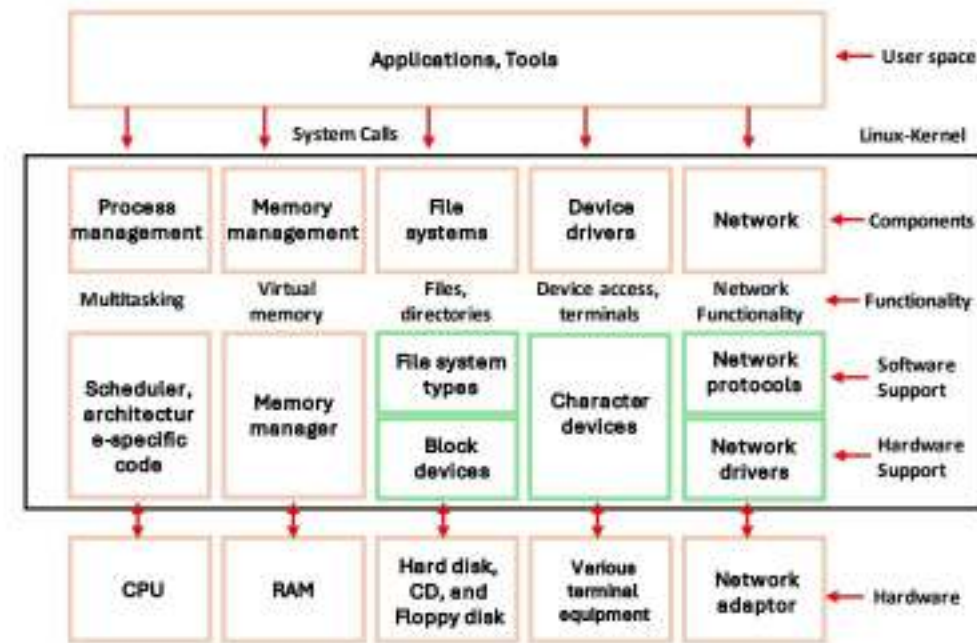 Applications, Tools
User space
System Calls
Linux-Kernel
Process
management
Memory
management
File
systems
Device
drivers
Network
Components
Multitasking
Virtual
memory
Files,
directories
Device access,
terminals
Network
Functionality
Functionality
Scheduler,
architectur
e-specific
code
Memory
manager
File system
types
Block
devices
Character
devices
Network
protocols
Network
drivers
Software
Support
Hardware
Support
CPU
RAM
Hard disk,
CD, and
Floppy disk
Various
terminal
equipment
Network
adaptor
Hardware